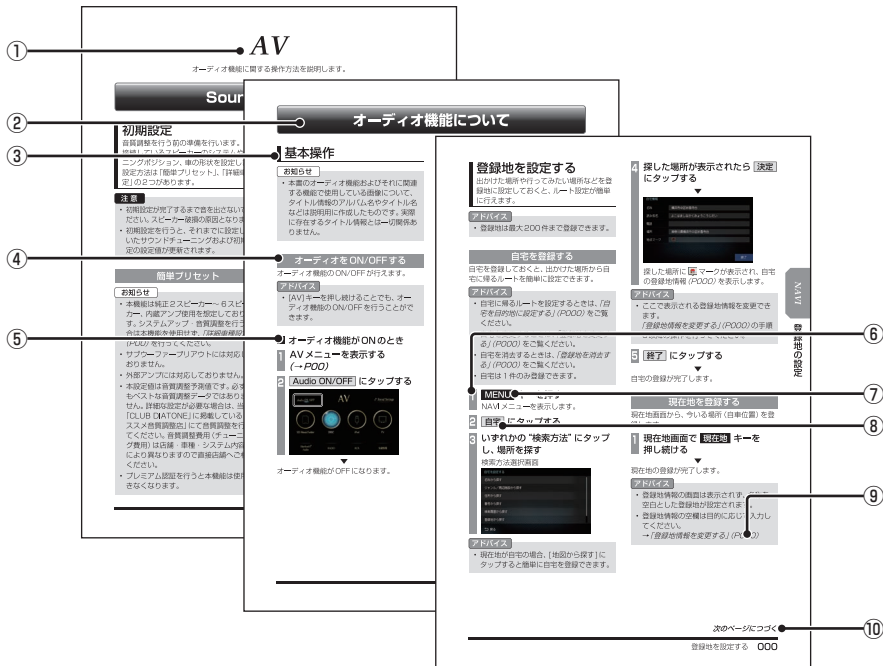 ①
AV
オーディオ機能に関する操作方法を説明します。
②
Sour
③
初期設定
音質調整を行う前の準備を行います。
ニングポジション、車の形状を設定し
設定方法は「簡単プリセット」、「詳細
定」の2つがあります。
注意
・初期設定が完了するまで音を出さない
ださい。スピーカー破損の原因となり
・初期設定を行うと、それまでに設定し
いたサウンドチューニングおよび初期
定の設定値が更新されます。
④
簡単プリセット
お知らせ
・本機能は純正2スピーカー～6スピー
カー、内蔵アンプ使用を想定しており
す。システムアップ・音質調整を行う
合は本機能を使用せず、「詳細車種設
(P00)を行ってください。
⑤
・サブウーファープリアウトには対応し
おりません。
・外部アンプには対応しておりません。
・本設定値は音質調整予測値です。必ず
もベストな音質調整データではありま
せん。詳細な設定が必要な場合は、当
「CLUB DIATONE」に掲載している
ススメ音質調整店」にて音質調整を行
てください。音質調整費用(チューニ
グ費用)は店舗・車種・システム内容
により異なりますので直接店舗へご
ください。
・プレミアム認証を行うと本機能は使用
きなくなります。
オーディオ機能について
基本操作
お知らせ
・本書のオーディオ機能およびそれに関連
する機能で使用している画像について、
タイトル情報のアルバム名やタイトル名
などは説明用に作成したものです。実際
に存在するタイトル情報とは一切関係あ
りません。
オーディオをON/OFFする
オーディオ機能のON/OFFが行えます。
アドバイス
・[AV]キーを押し続けることでも、オー
ディオ機能のON/OFFを行うことがで
きます。
オーディオ機能がONのとき
1 AVメニューを表示する
(→P00)
2 Audio ON/OFF にタップする
AV
▼
オーディオ機能がOFFになります。
登録地を設定する
出かけた場所や行ってみたい場所などを登
録地に設定しておくと、ルート設定が簡単
に行えます。
アドバイス
・登録地は最大200件まで登録できます。
自宅を登録する
自宅を登録しておくと、出かけた場所から自
宅に帰るルートを簡単に設定できます。
アドバイス
・自宅に帰るルートを設定するときは、「自
宅を目的地に設定する」(P000)をご覧
ください。
る」(P000)をご覧ください。
・自宅を消去するときは、「登録地を消去す
る」(P000)をご覧ください。
・自宅は1件のみ登録できます。
1 MENU
NAVIメニューを表示します。
2 自宅 にタップする
3 いずれかの“検索方法”にタップ
し、場所を探す
検索方法選択画面
アドバイス
・現在地が自宅の場合、[地図から探す]に
タップすると簡単に自宅を登録できます。
4 探した場所が表示されたら 決定
にタップする
▼
探した場所に マークが表示され、自宅
の登録情報(P000)を表示します。
アドバイス
・ここで表示される登録地情報を変更でき
ます。
「登録地情報を変更する」(P000)の手順
5 終了 にタップする
▼
自宅の登録が完了します。
現在地を登録する
現在地画面から、今いる場所(自車位置)を登
1 現在地画面で 現在地 キーを
押し続ける
▼
現在地の登録が完了します。
アドバイス
・登録地情報の画面は表示されず、
空白とした登録地が設定されます。
・登録地情報の空欄は目的に応じて入力し
てください。
→「登録地情報を変更する」(P000)
NAVI
登録地の設定
⑥
⑦
⑧
⑨
次のページにつづく
⑩
登録地を設定する 000